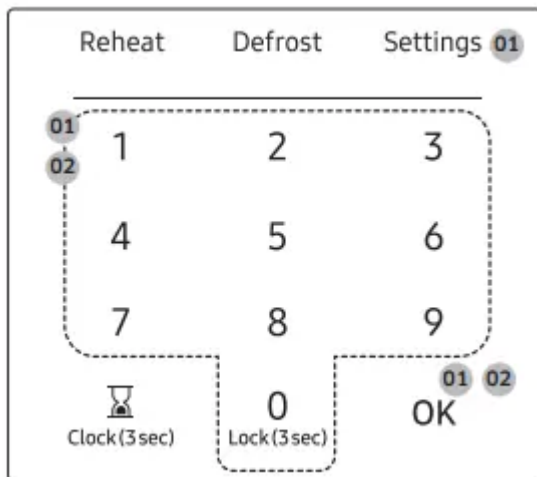 Reheat Defrost Settings 01
01
1 2 3
02
4 5 6
7 8 9
01 02
0 OK
Clock(3 sec) Lock(3 sec)